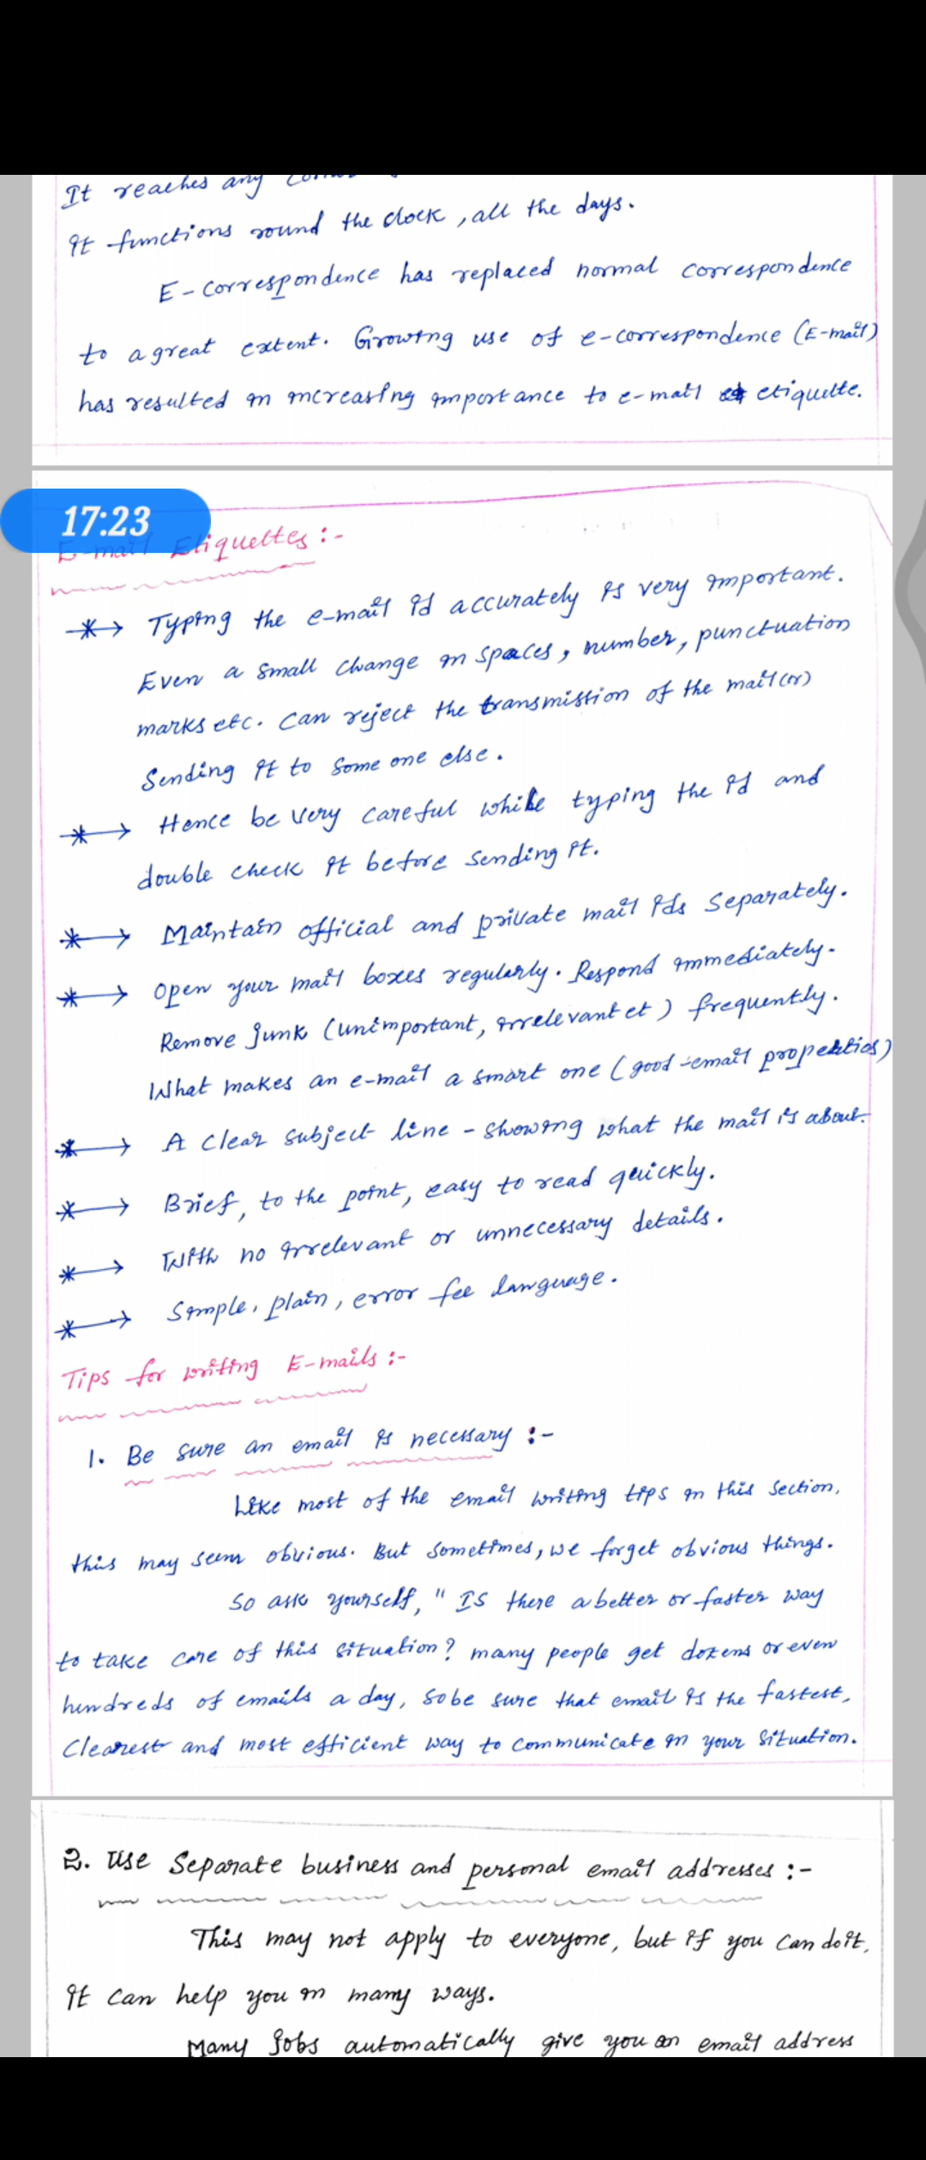 It reaches any
It functions round the clock, all the days.
E-correspondence has replaced normal correspondence
to a great extent. Growing use of e-correspondence (E-mail)
has resulted in increasing importance to e-mail etiquette.
17:23
E-mail Etiquettes :-
Typing the e-mail id accurately is very important.
Even a small change in spaces, number, punctuation
marks etc. can reject the transmission of the mail (or)
Sending it to some one else.
Hence be very careful while typing the id and
double check it before sending it.
Maintain official and private mail ids separately.
Open your mail boxes regularly. Respond immediately.
Remove junk (unimportant, irrelevant et) frequently.
What makes an e-mail a smart one (good -email properties)
A clear subject line - showing what the mail is about.
Brief, to the point, easy to read quickly.
With no irrelevant or unnecessary details.
Simple, plain, error fee language.
Tips for writing E-mails :-
1. Be sure an email is necessary :-
Like most of the email writing tips in this section,
this may seem obvious. But sometimes, we forget obvious things.
So ask yourself, " Is there a better or faster way
to take care of this situation? many people get dozens or even
hundreds of emails a day, so be sure that email is the fastest,
Clearest and most efficient way to communicate in your situation.
2. Use Separate business and personal email addresses :-
This may not apply to everyone, but if you can do it,
it can help you in many ways.
Many jobs automatically give you an email address